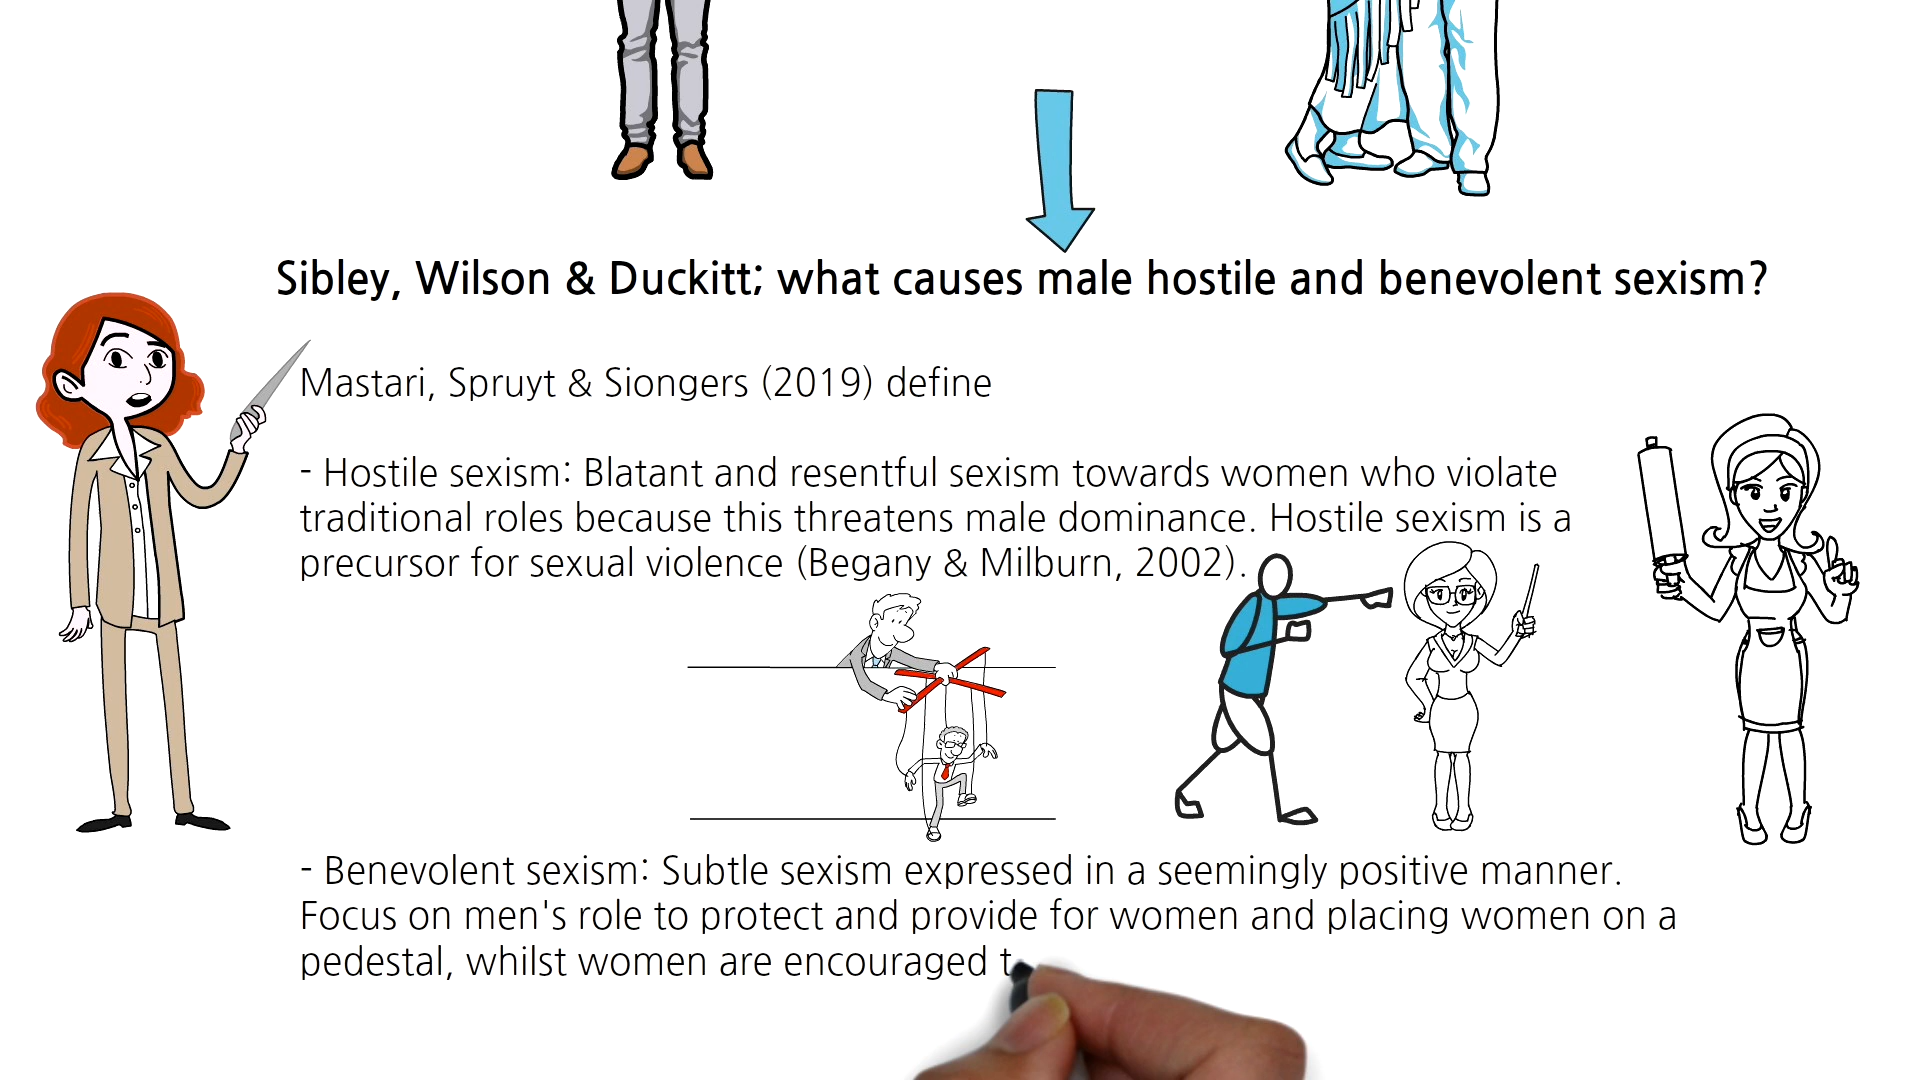 Sibley, Wilson & Duckitt; what causes male hostile and benevolent sexism?
Mastari, Spruyt & Siongers (2019) define
- Hostile sexism: Blatant and resentful sexism towards women who violate
traditional roles because this threatens male dominance. Hostile sexism is a
precursor for sexual violence (Begany & Milburn, 2002).
- Benevolent sexism: Subtle sexism expressed in a seemingly positive manner.
Focus on men's role to protect and provide for women and placing women on a
pedestal, whilst women are encouraged t